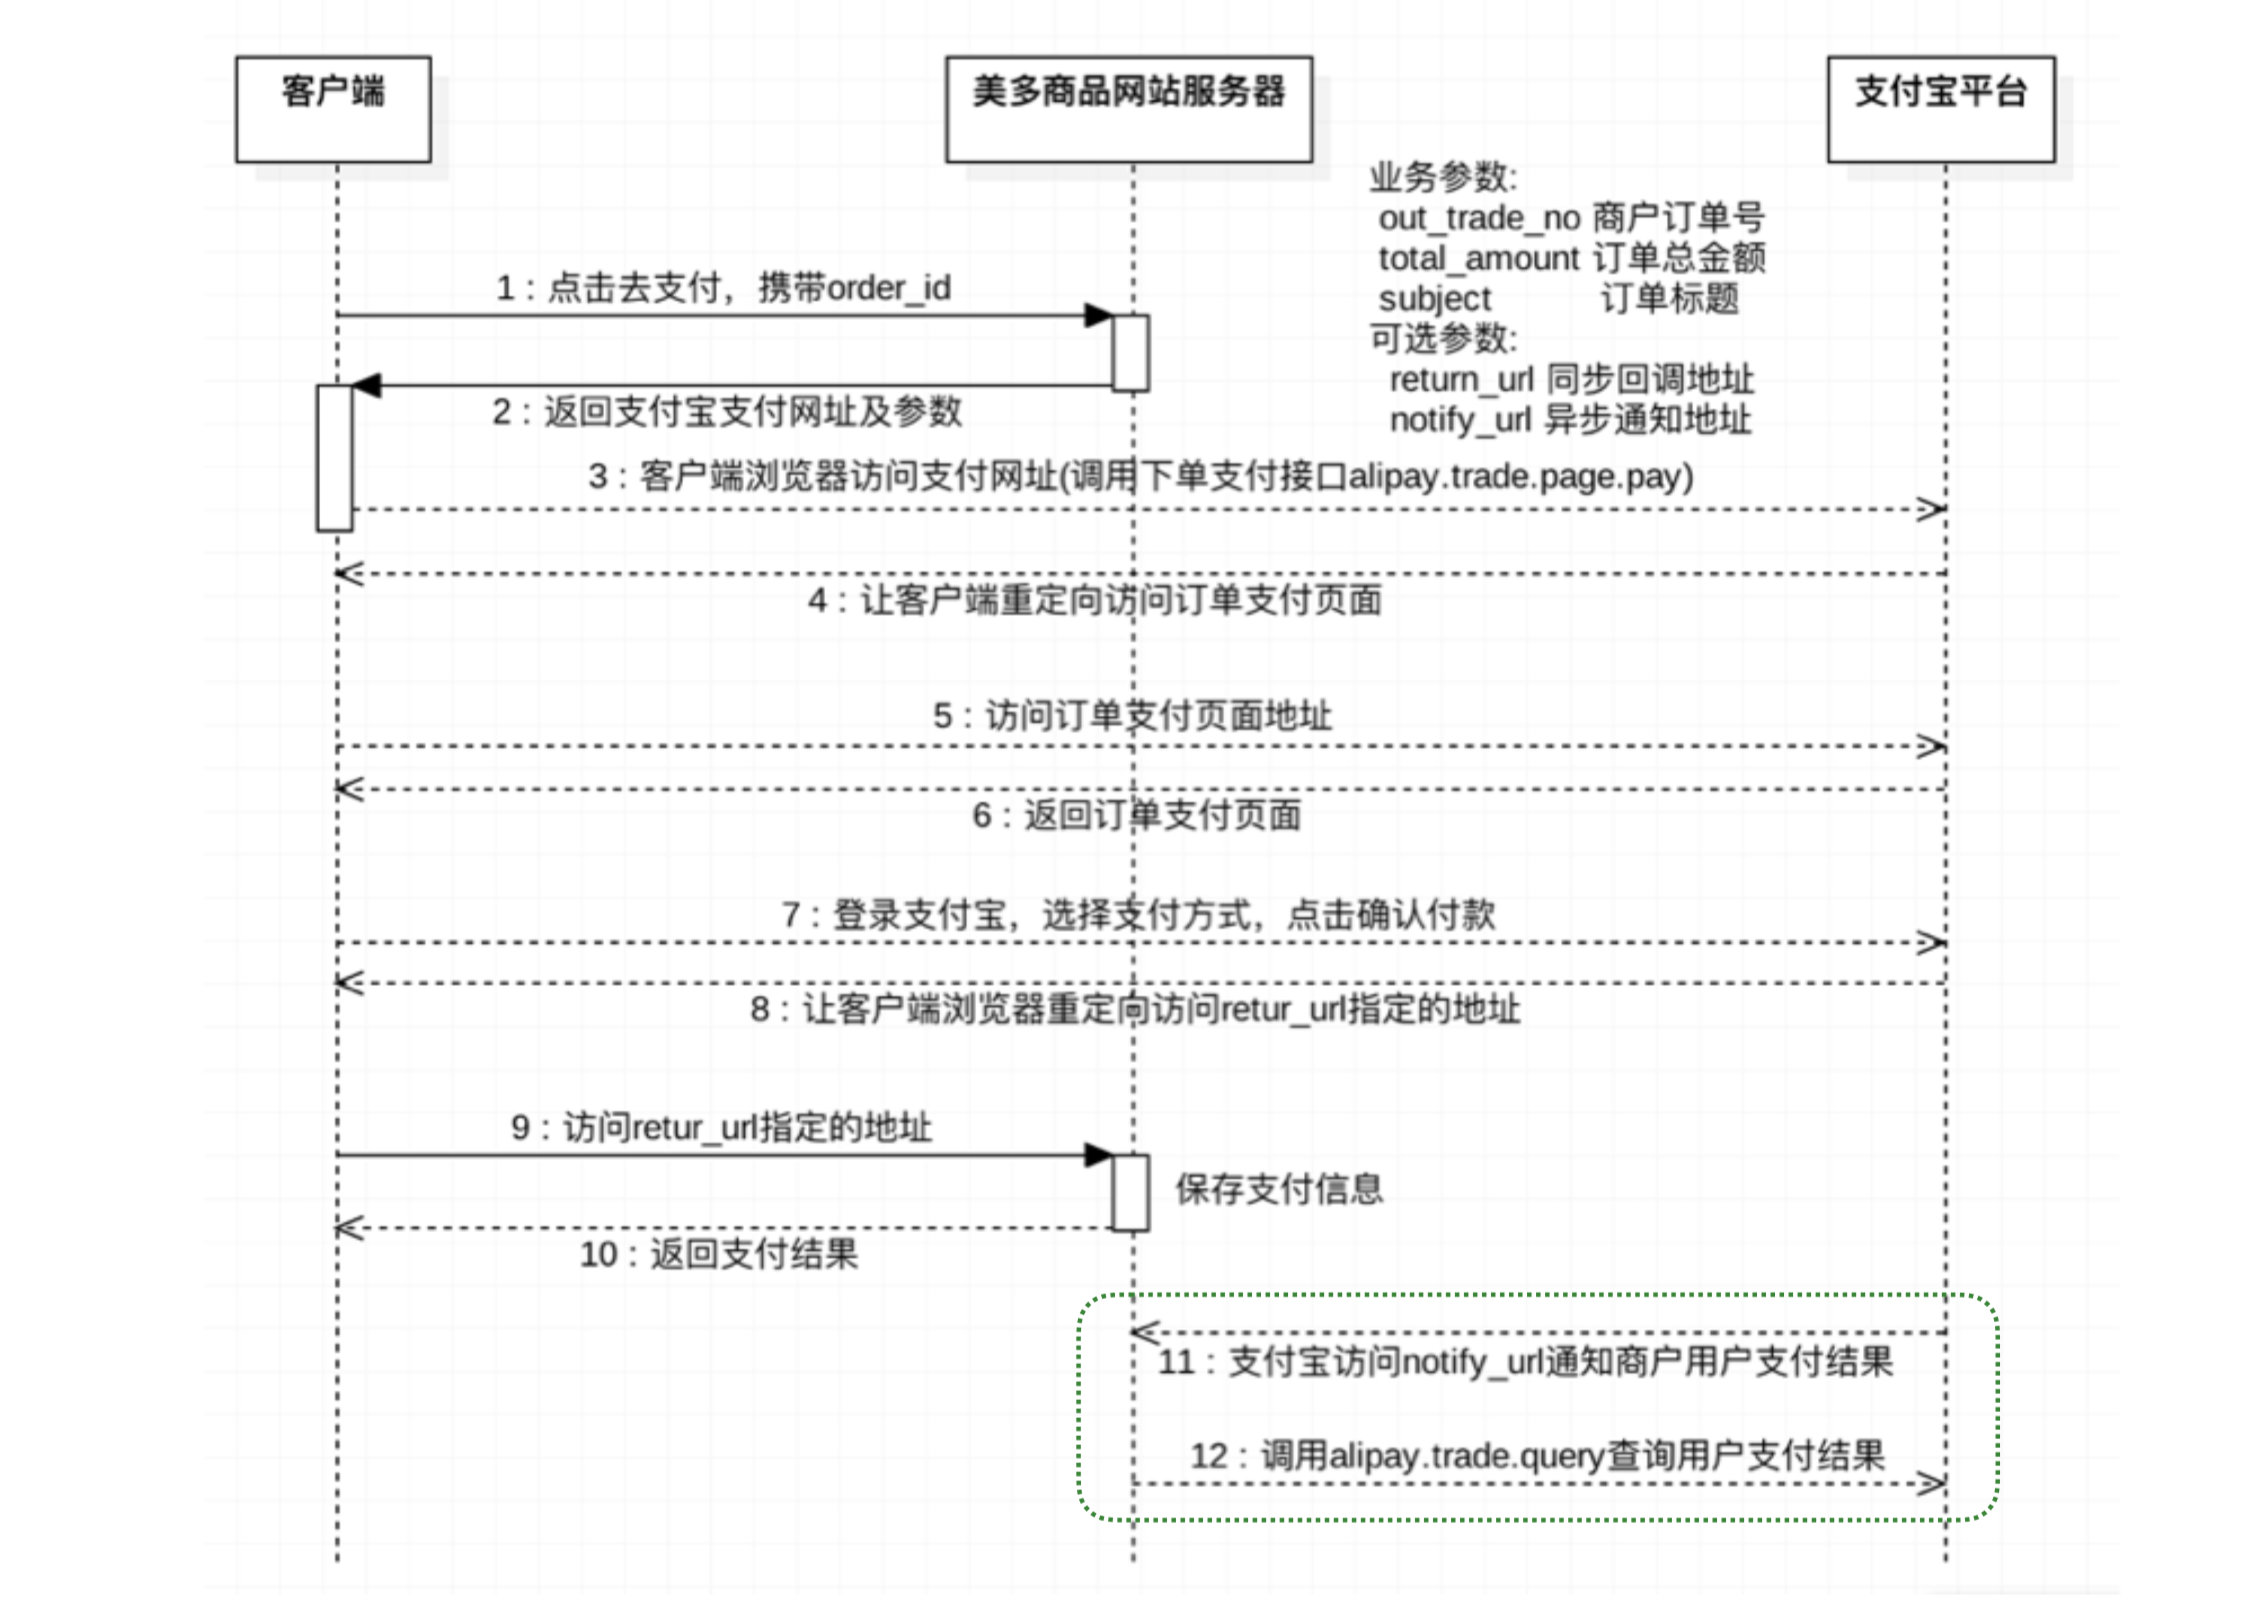 客户端
美多商品网站服务器
支付宝平台
业务参数:
out_trade_no 商户订单号
total_amount 订单总金额
subject 订单标题
可选参数:
return_url 同步回调地址
notify_url 异步通知地址
1 : 点击去支付，携带order_id
2 : 返回支付宝支付网址及参数
3 : 客户端浏览器访问支付网址(调用下单支付接口alipay.trade.page.pay)
4 : 让客户端重定向访问订单支付页面
5 : 访问订单支付页面地址
6 : 返回订单支付页面
7 : 登录支付宝，选择支付方式，点击确认付款
8 : 让客户端浏览器重定向访问retur_url指定的地址
9 : 访问retur_url指定的地址
保存支付信息
10 : 返回支付结果
11 : 支付宝访问notify_url通知商户用户支付结果
12 : 调用alipay.trade.query查询用户支付结果